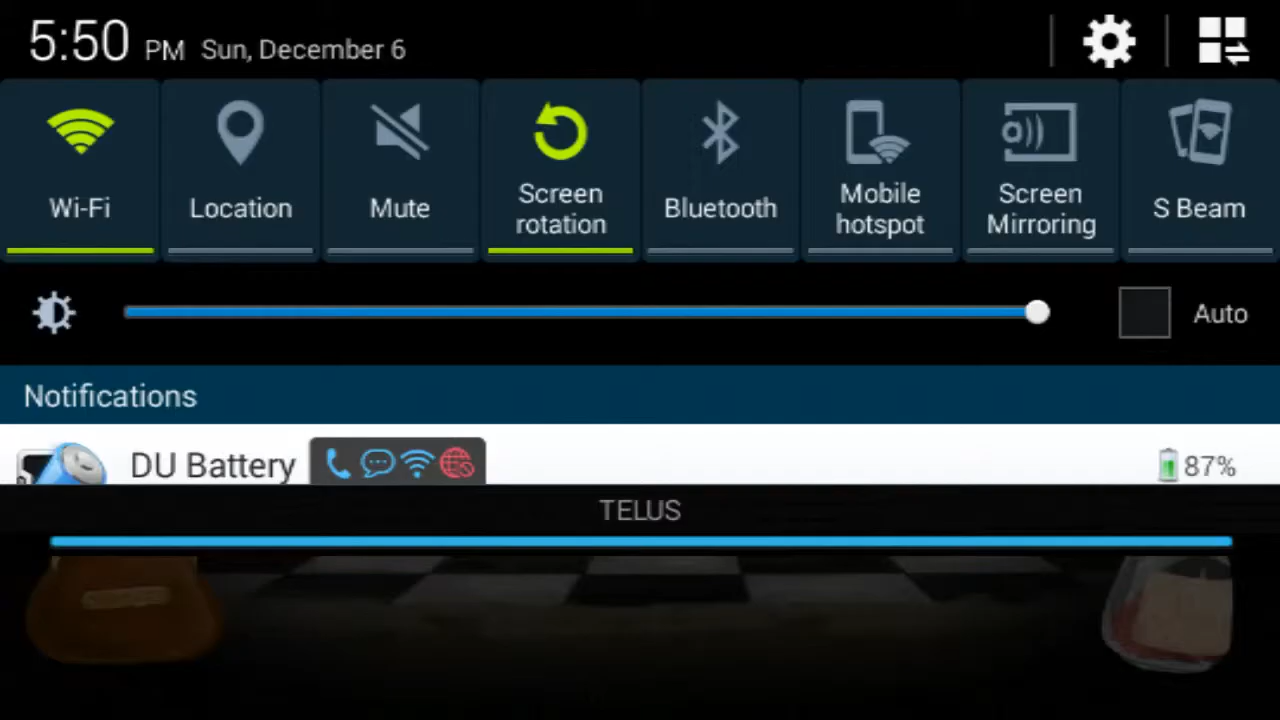 5:50 PM Sun, December 6
Wi-Fi
Location
Mute
Screen
rotation
Bluetooth
Mobile
hotspot
Screen
Mirroring
S Beam
Auto
Notifications
DU Battery
87%
TELUS